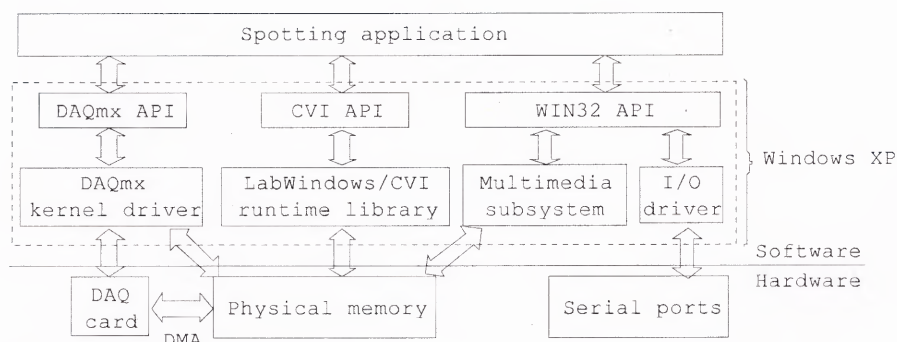 Spotting application
DAQmx API
CVI API
WIN32 API
Windows XP
DAQmx
kernel driver
LabWindows/CVI
runtime library
Multimedia
subsystem
I/O
driver
Software
Hardware
DAQ
card
DMA
Physical memory
Serial ports